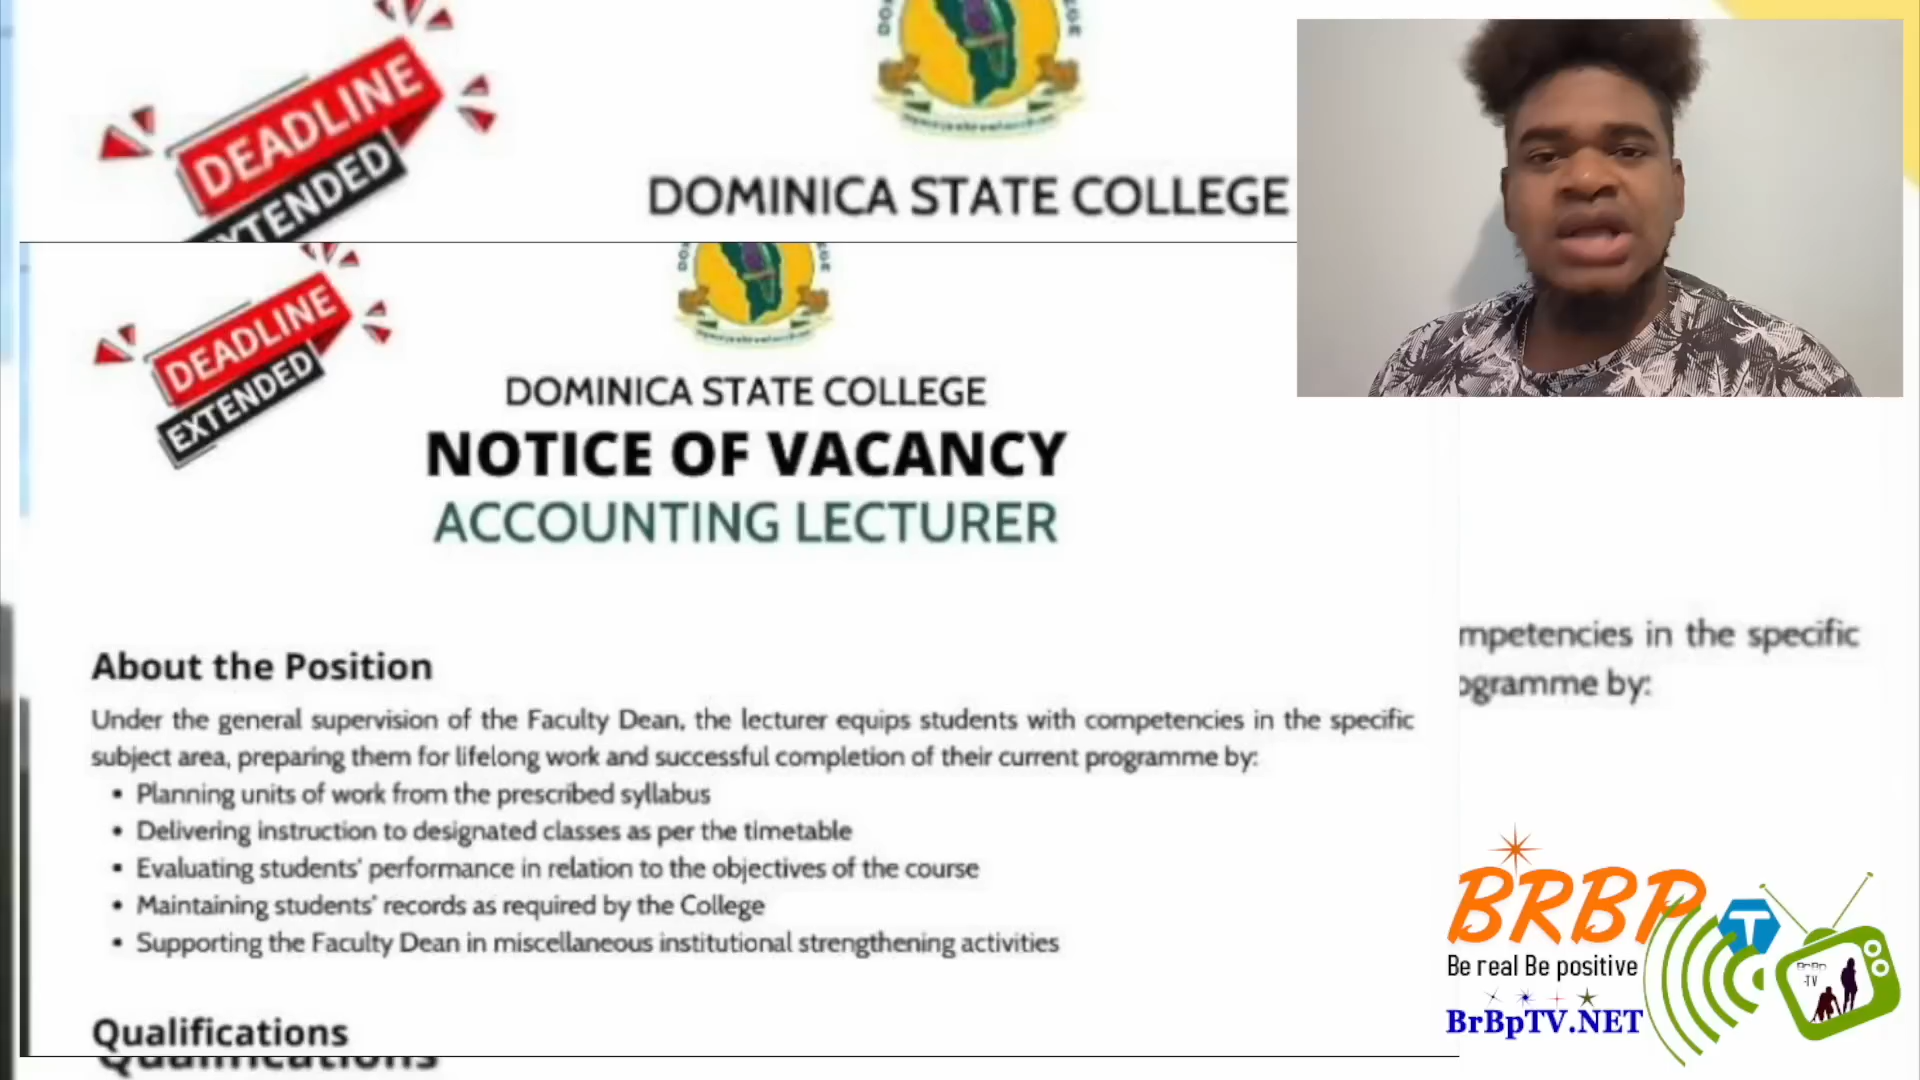 DEADLINE
EXTENDED
DOMINICA STATE COLLEGE
DEADLINE
EXTENDED
DOMINICA STATE COLLEGE
NOTICE OF VACANCY
ACCOUNTING LECTURER
About the Position
Under the general supervision of the Faculty Dean, the lecturer equips students with competencies in the specific
subject area, preparing them for lifelong work and successful completion of their current programme by:
• Planning units of work from the prescribed syllabus
• Delivering instruction to designated classes as per the timetable
• Evaluating students' performance in relation to the objectives of the course
• Maintaining students' records as required by the College
• Supporting the Faculty Dean in miscellaneous institutional strengthening activities
Qualifications
Qualifications
mpetencies in the specific
ogramme by:
BRBP T
Be real Be positive
BrBpTV.NET
BrBp
-TV